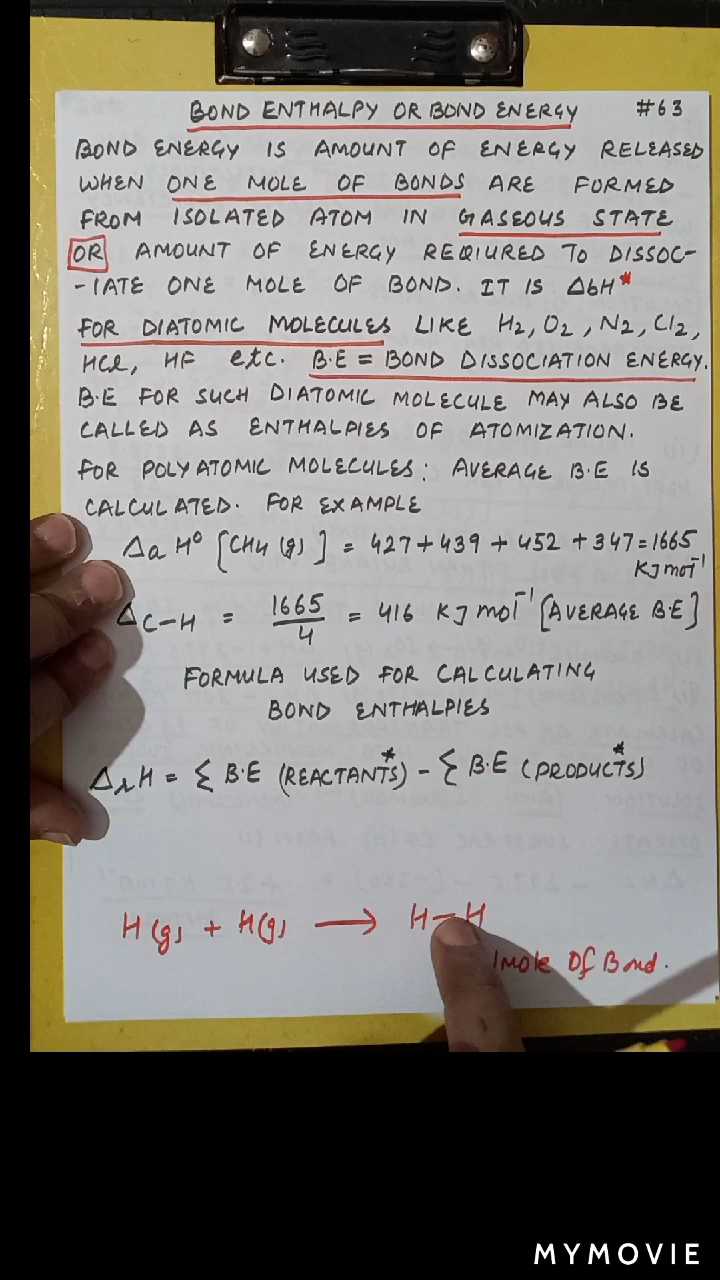 BOND ENTHALPY OR BOND ENERGY #63
BOND ENERGY IS AMOUNT OF ENERGY RELEASED
WHEN ONE MOLE OF BONDS ARE FORMED
FROM ISOLATED ATOM IN GASEOUS STATE
OR AMOUNT OF ENERGY REQIURED TO DISSOC-
-IATE ONE MOLE OF BOND. IT IS ΔbH*
FOR DIATOMIC MOLECULES LIKE H2, O2, N2, Cl2,
HCl, HF etc. B.E = BOND DISSOCIATION ENERGY.
B.E FOR SUCH DIATOMIC MOLECULE MAY ALSO BE
CALLED AS ENTHALPIES OF ATOMIZATION.
FOR POLYATOMIC MOLECULES: AVERAGE B.E IS
CALCULATED. FOR EXAMPLE
Δa H° [CH4 (g)] = 427+439+452+347=1665
KJ mol⁻¹
ΔC-H = 1665/4 = 416 KJ mol⁻¹ [AVERAGE B.E]
FORMULA USED FOR CALCULATING
BOND ENTHALPIES
ΔrH = Σ B.E (REACTANTS*) - Σ B.E (PRODUCTS*)
H(g) + H(g) ⟶ H-H
1mole Of Bond.
MYMOVIE